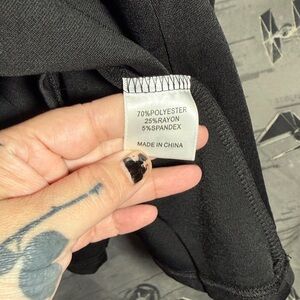 70%POLYESTER
25%RAYON
5%SPANDEX
MADE IN CHINA